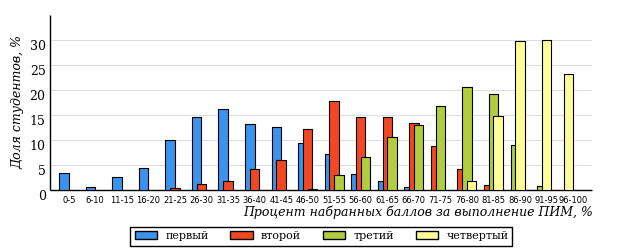 Доля студентов, %
30
25
20
15
10
5
0
0-5 6-10 11-15 16-20 21-25 26-30 31-35 36-40 41-45 46-50 51-55 56-60 61-65 66-70 71-75 76-80 81-85 86-90 91-95 96-100
Процент набранных баллов за выполнение ПИМ, %
первый второй третий четвертый